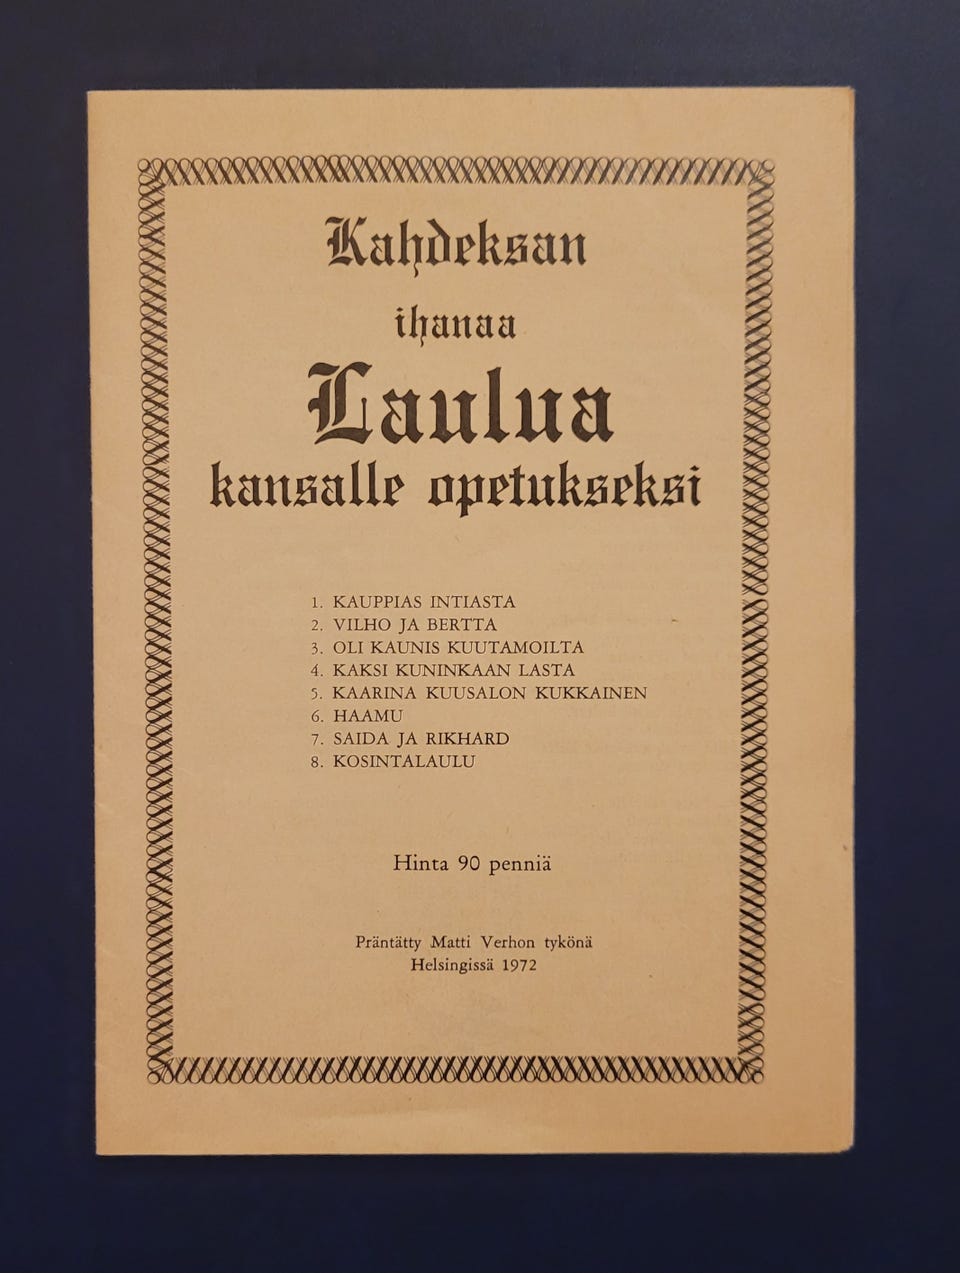 Kahdeksan
ihanaa
Laulua
kansalle opetukseksi
1. KAUPPIAS INTIASTA
2. VILHO JA BERTTA
3. OLI KAUNIS KUUTAMOILTA
4. KAKSI KUNINKAAN LASTA
5. KAARINA KUUSALON KUKKAINEN
6. HAAMU
7. SAIDA JA RIKHARD
8. KOSINTALAULU
Hinta 90 penniä
Präntätty Matti Verhon tykönä
Helsingissä 1972